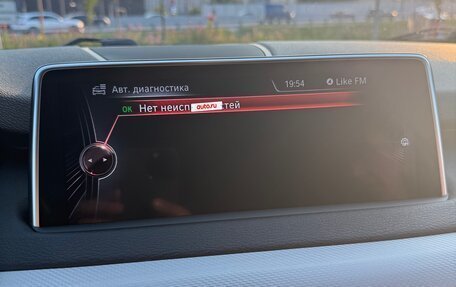 Авт. диагностика 19:54 Like FM
OK Нет неисп тей
auto.ru